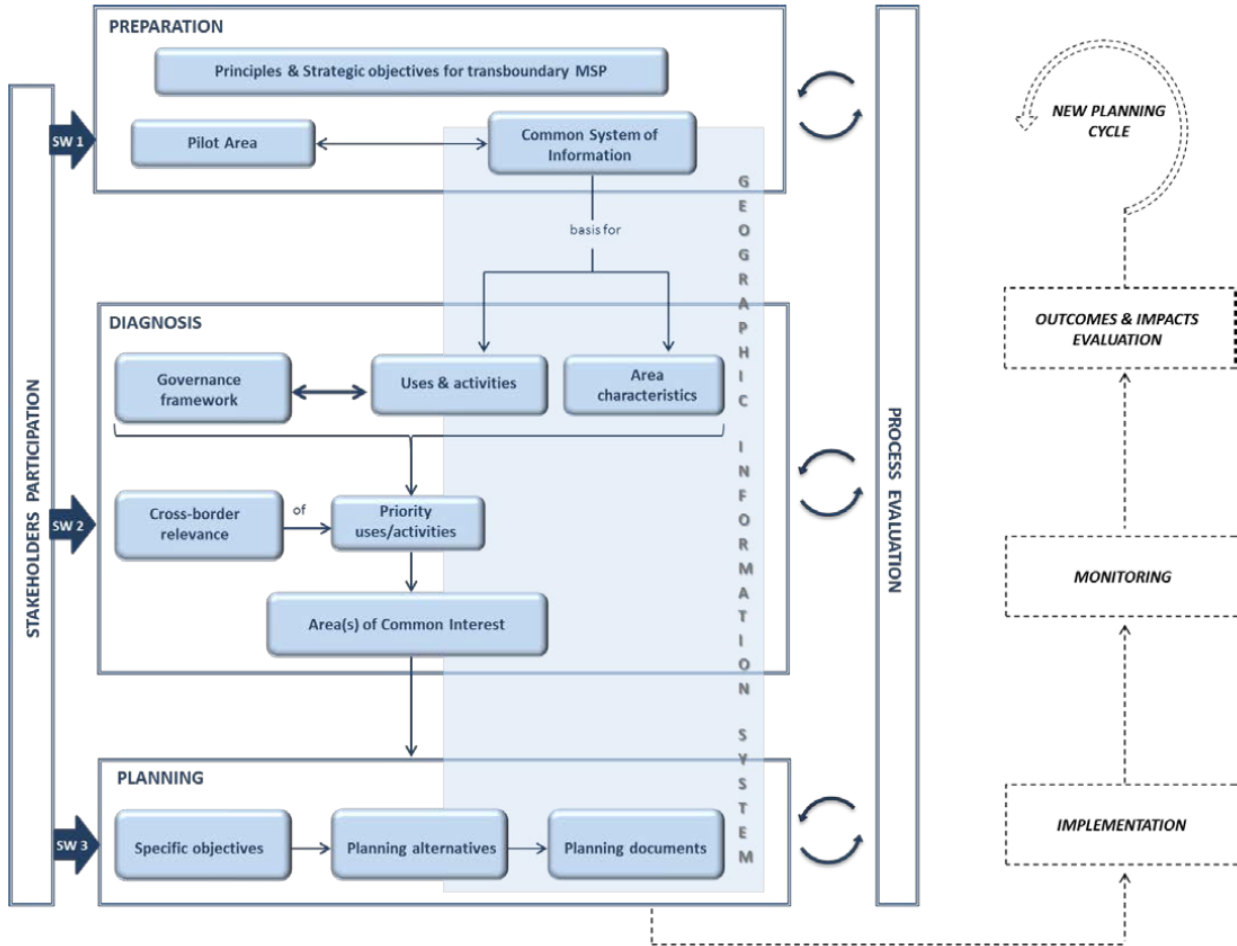 PREPARATION
Principles & Strategic objectives for transboundary MSP
SW 1
Pilot Area
Common System of
Information
basis for
DIAGNOSIS
Governance
framework
Uses & activities
Area
characteristics
SW 2
Cross-border
relevance
of
Priority
uses/activities
Area(s) of Common Interest
PLANNING
SW 3
Specific objectives
Planning alternatives
Planning documents
STAKEHOLDERS PARTICIPATION
GEOGRAPHIC INFORMATION SYSTEM
PROCESS EVALUATION
NEW PLANNING
CYCLE
OUTCOMES & IMPACTS
EVALUATION
MONITORING
IMPLEMENTATION